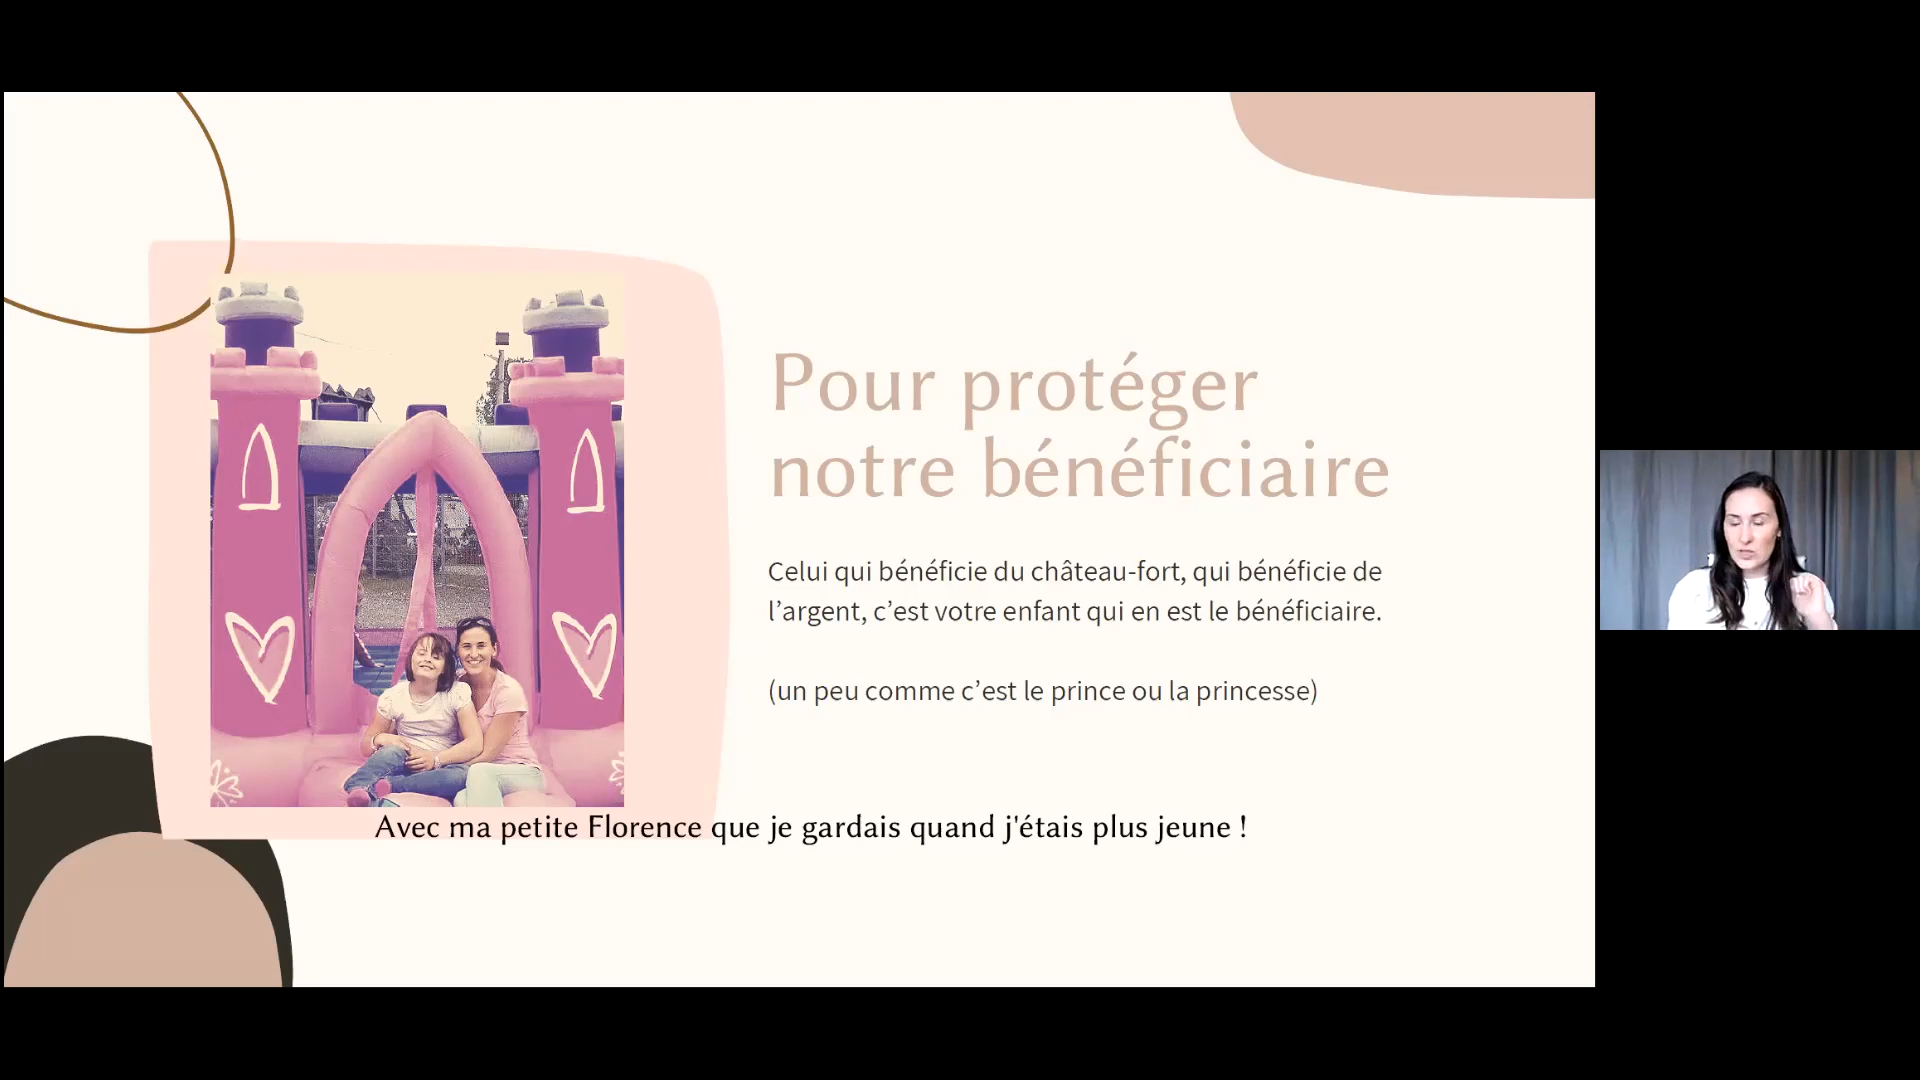 Pour protéger
notre bénéficiaire
Celui qui bénéficie du château-fort, qui bénéficie de
l’argent, c’est votre enfant qui en est le bénéficiaire.
(un peu comme c’est le prince ou la princesse)
Avec ma petite Florence que je gardais quand j'étais plus jeune !